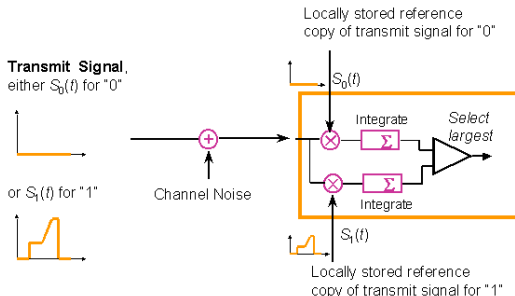 Locally stored reference
copy of transmit signal for "0"
Transmit Signal,
either S₀(t) for "0"
S₀(t)
Integrate
Select
largest
Σ
+
×
or S₁(t) for "1"
Channel Noise
×
Σ
Integrate
S₁(t)
Locally stored reference
copy of transmit signal for "1"